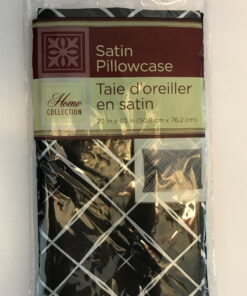 Satin
Pillowcase
Taie d'oreiller
en satin
Home
COLLECTION
20 in x 30 in (50,8 cm x 76,2 cm)